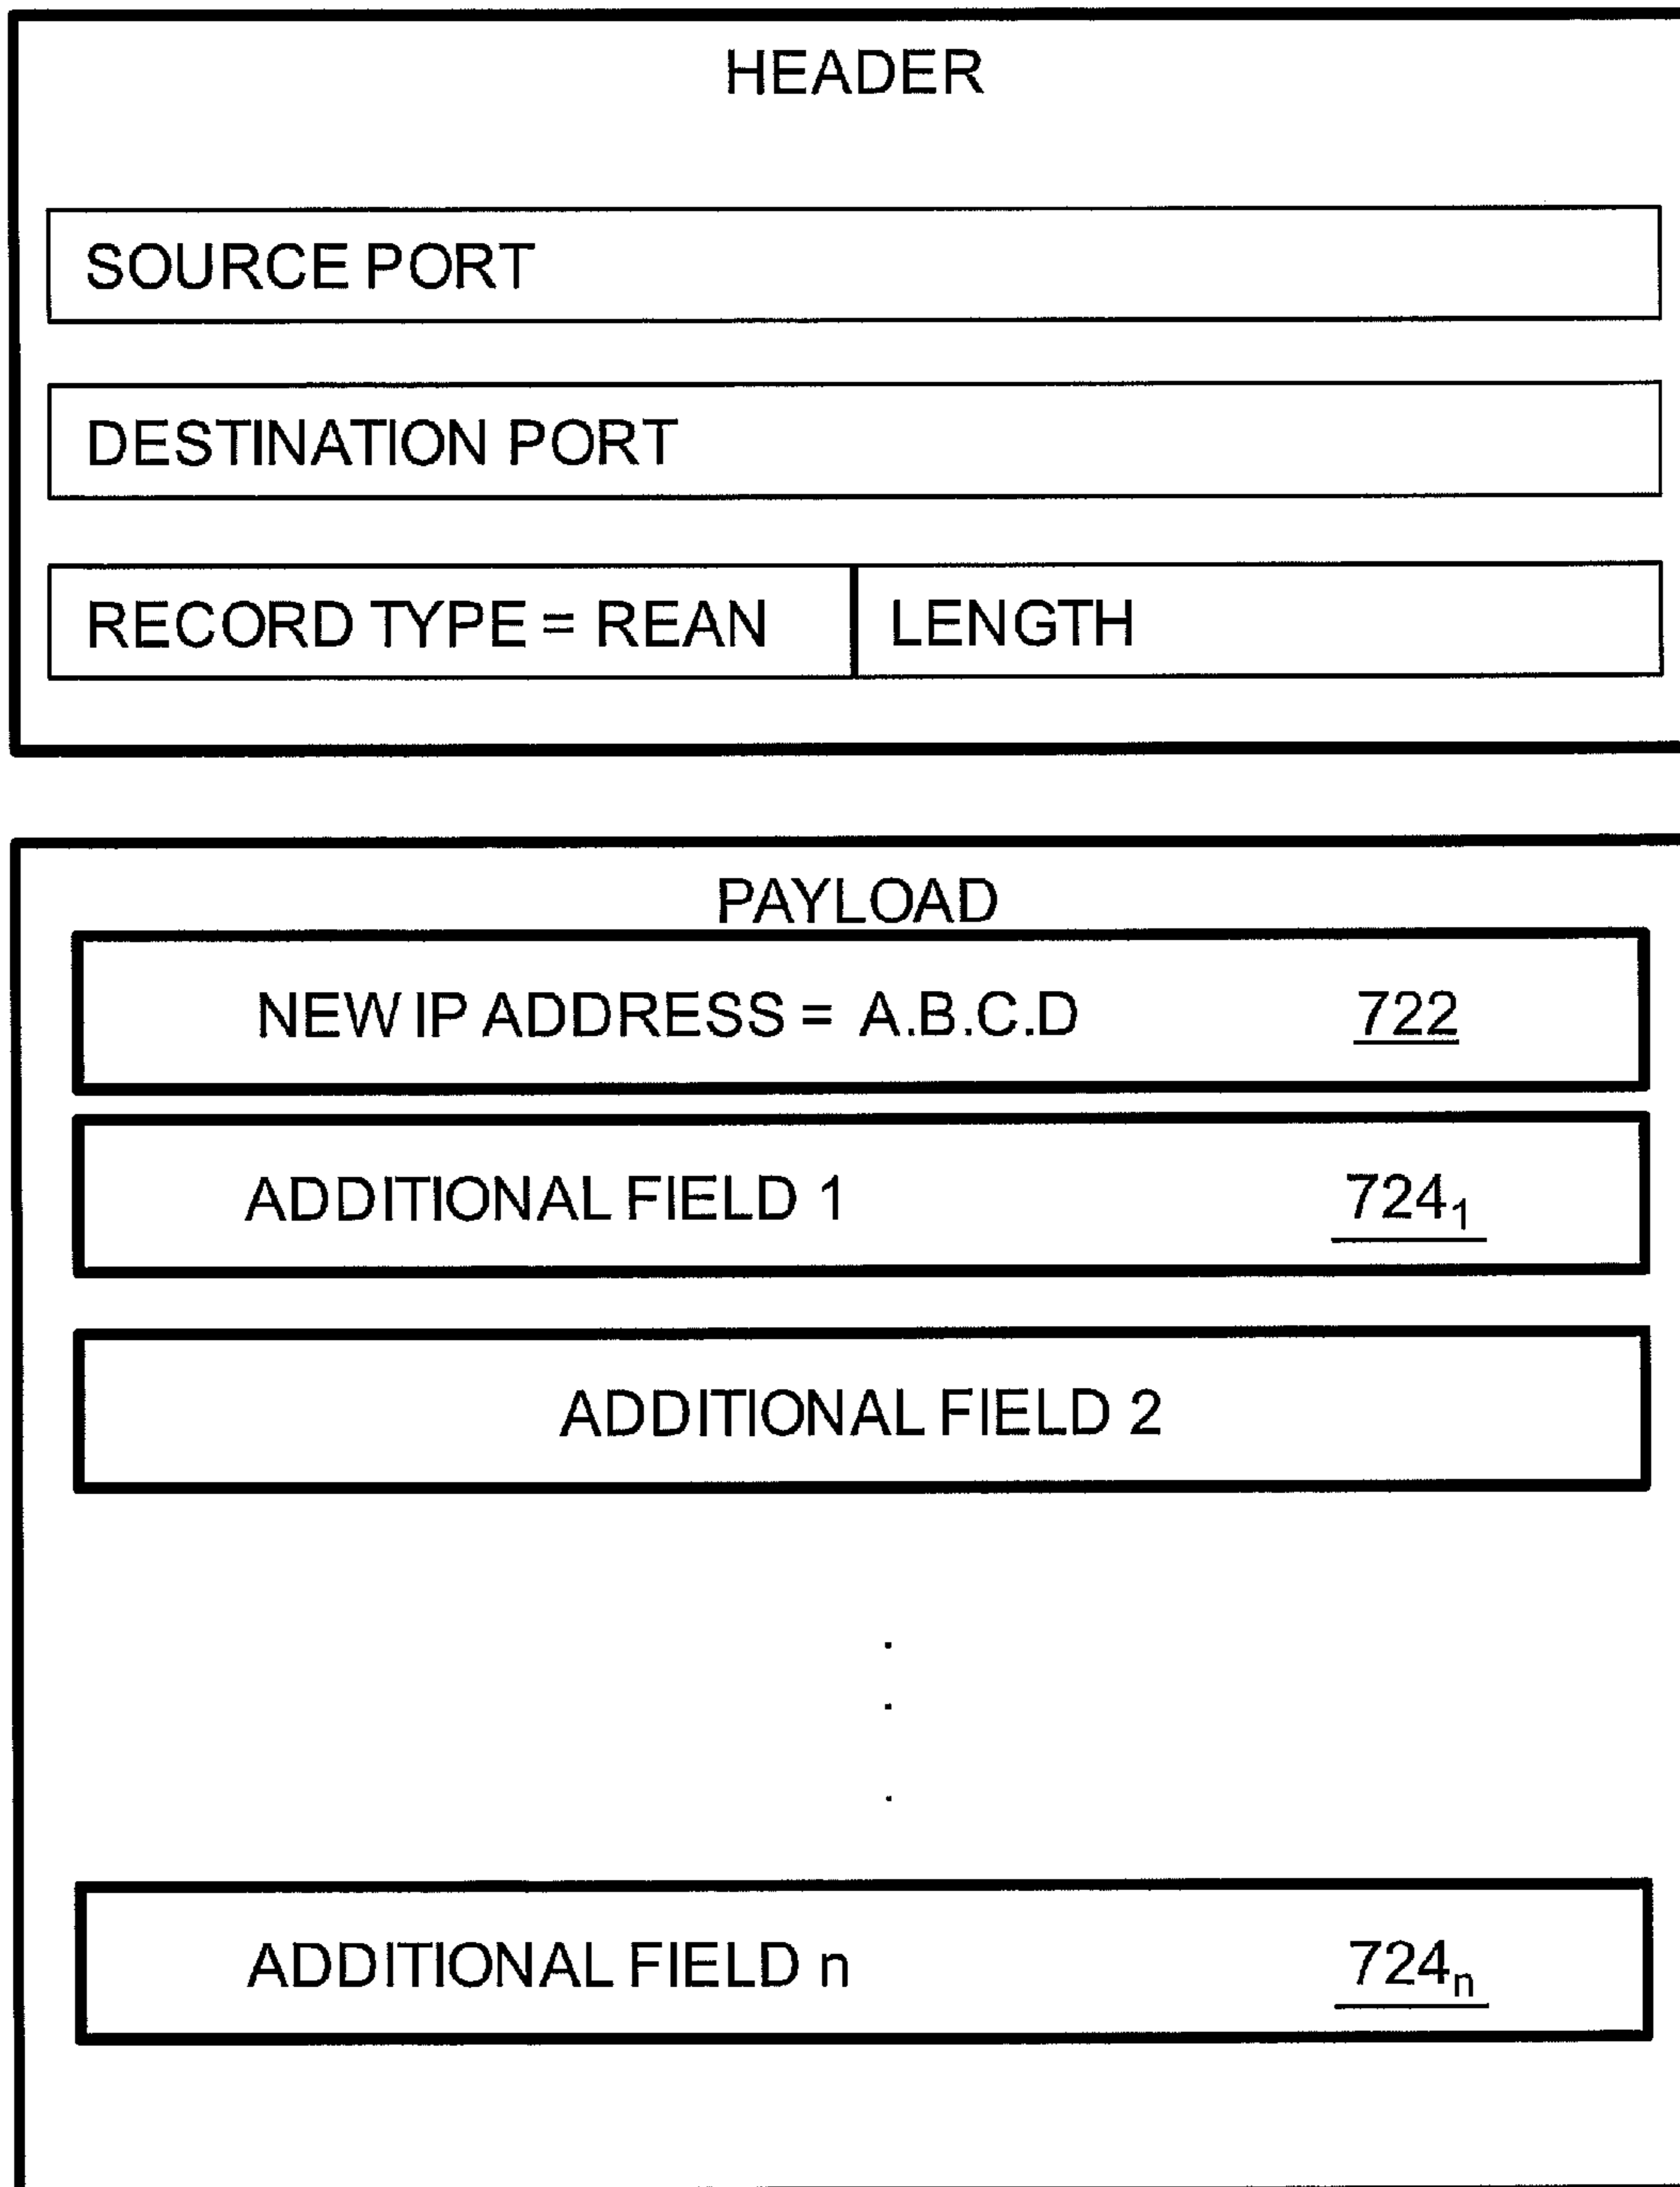 HEADER
SOURCE PORT
DESTINATION PORT
RECORD TYPE = REAN LENGTH
PAYLOAD
NEW IP ADDRESS = A.B.C.D 722
ADDITIONAL FIELD 1 724₁
ADDITIONAL FIELD 2
.
.
.
ADDITIONAL FIELD n 724ₙ